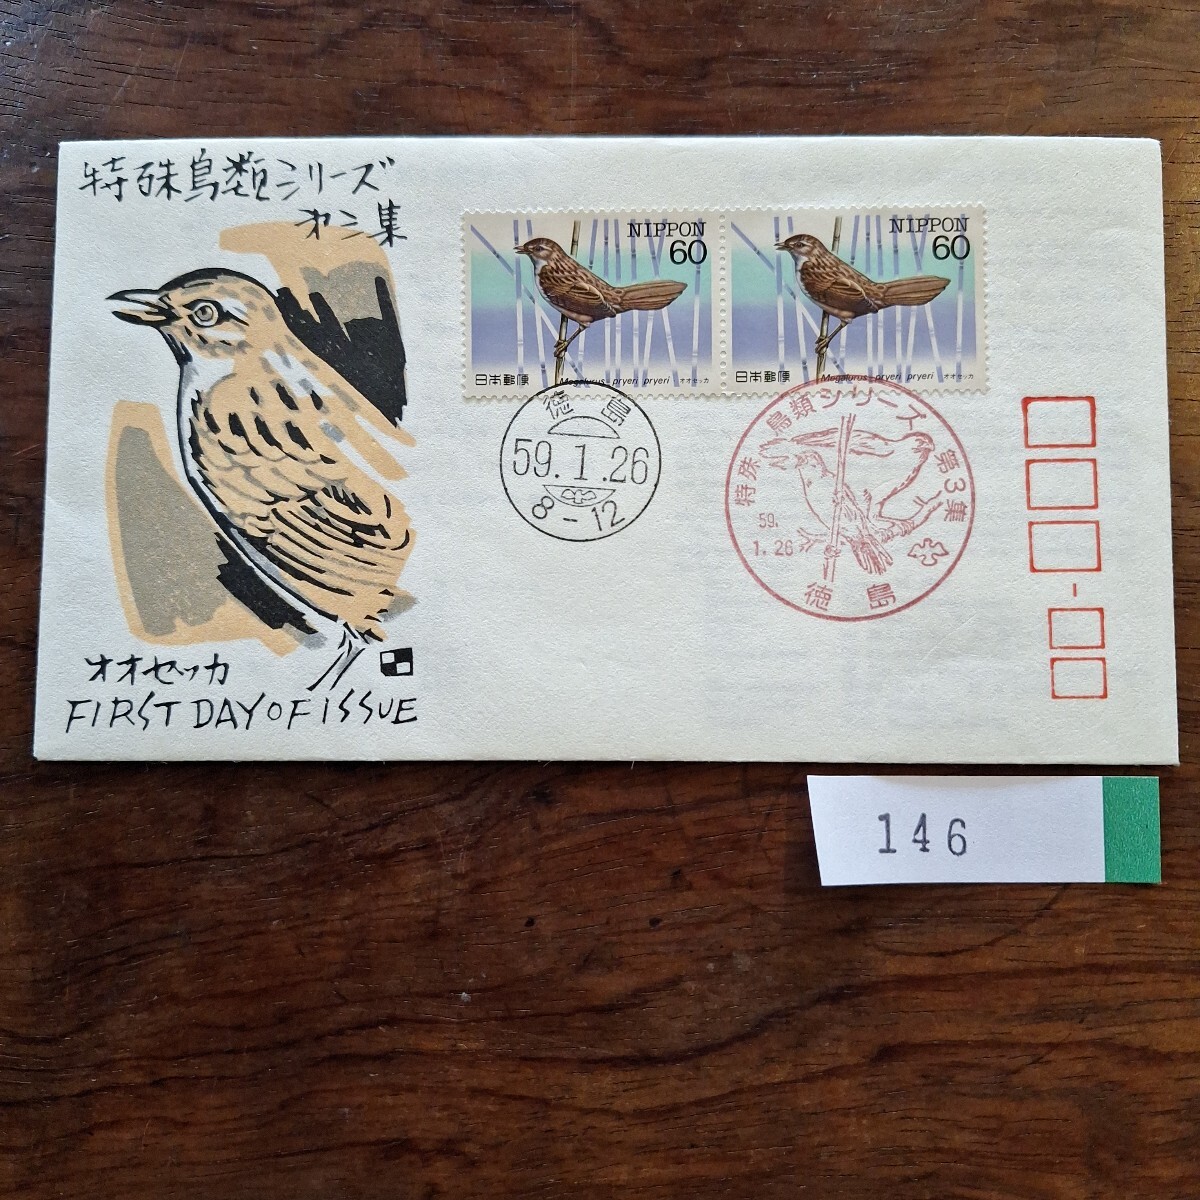 特殊鳥類シリーズ
第三集
NIPPON
60
日本郵便
Megalurus pryeri pryeri オオセッカ
NIPPON
60
日本郵便
Megalurus pryeri pryeri オオセッカ
徳島
59.1.26
8-12
特殊鳥類シリーズ 第3集
59.
1.26
徳島
オオセッカ
FIRST DAY OF ISSUE
146